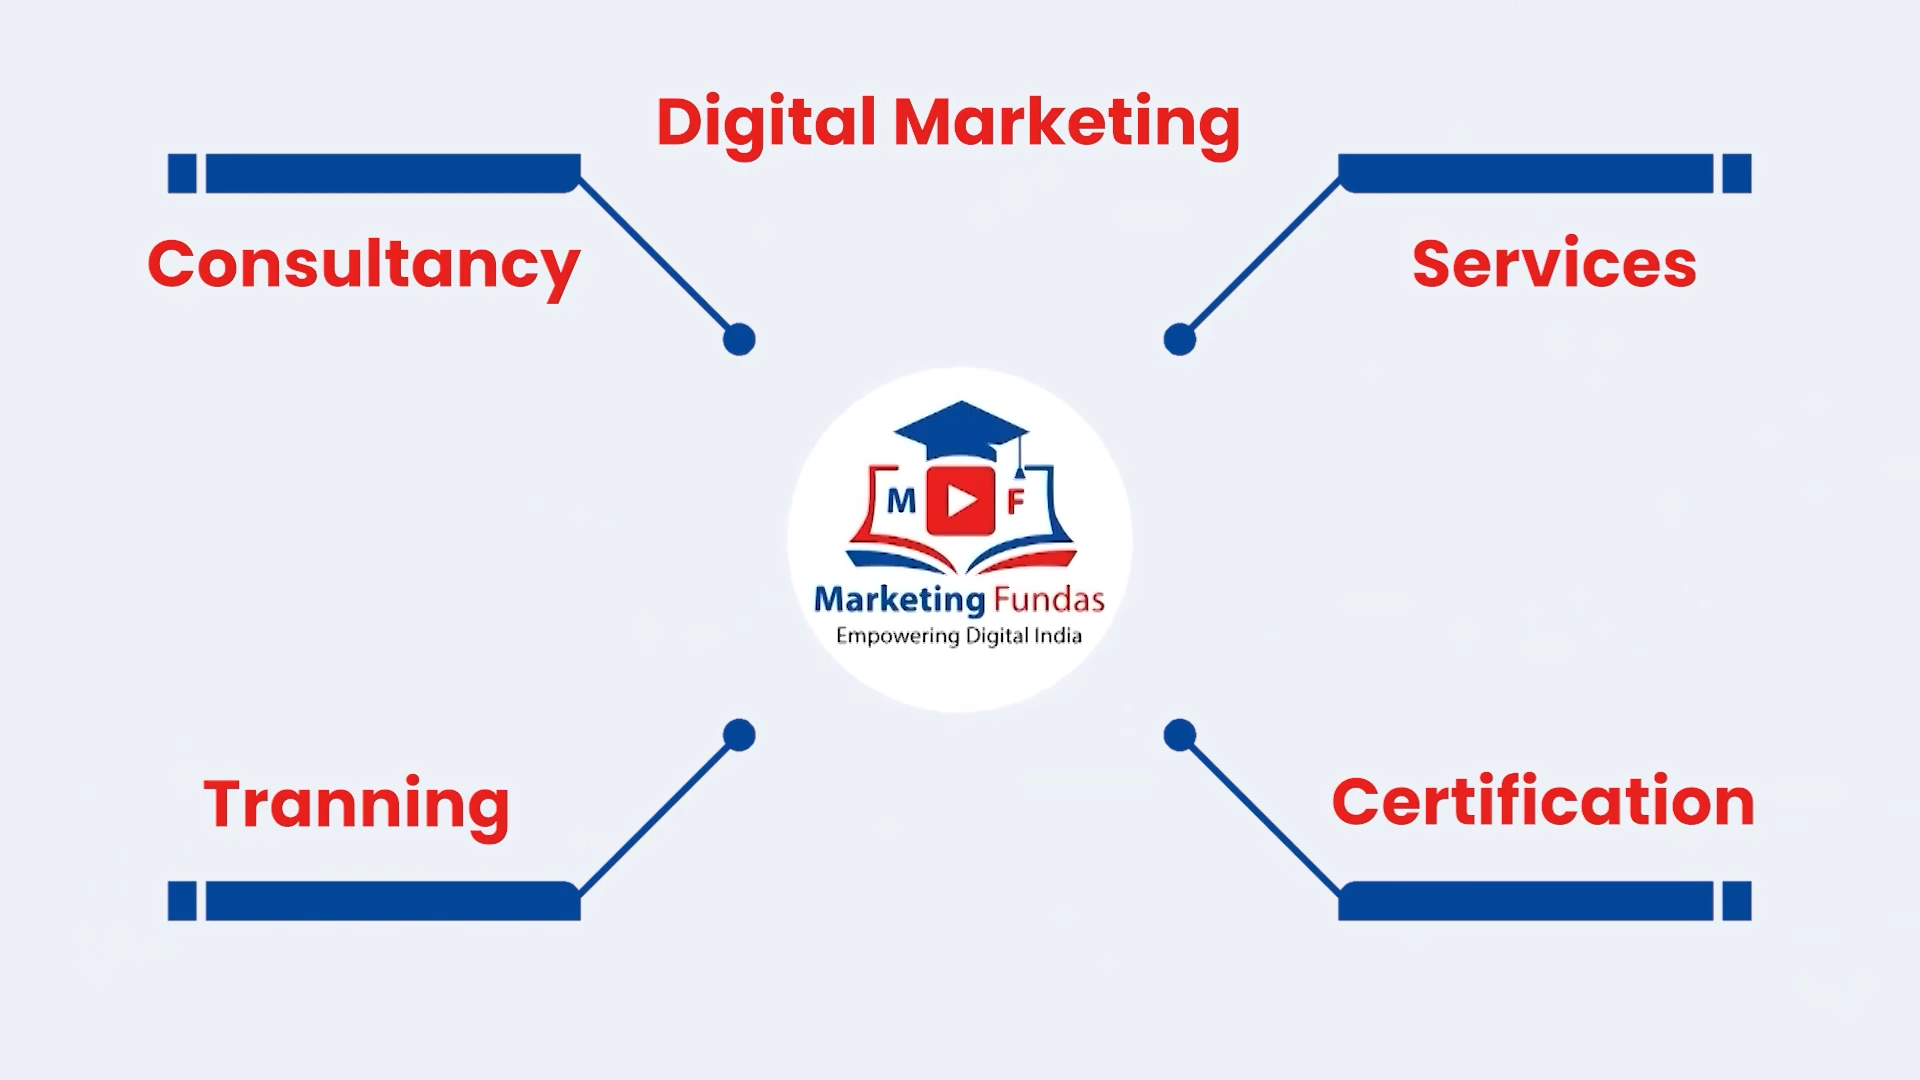 Digital Marketing
Consultancy
Services
M F
Marketing Fundas
Empowering Digital India
Tranning
Certification